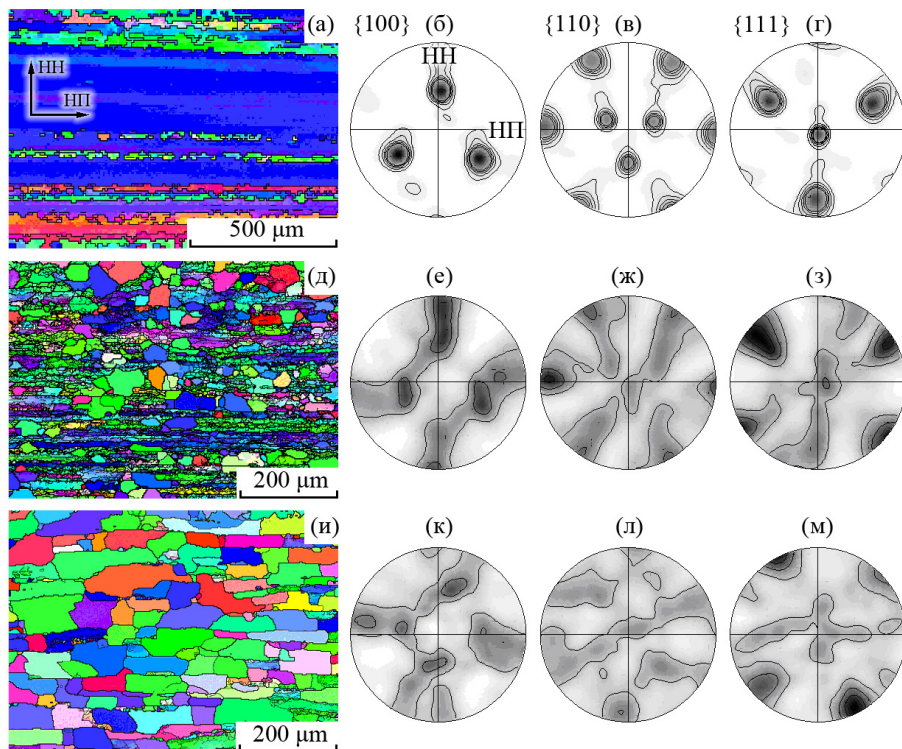 (а) {100} (б) {110} (в) {111} (г)
НН
НП
НН
НП
500 μm
(д) (е) (ж) (з)
200 μm
(и) (к) (л) (м)
200 μm